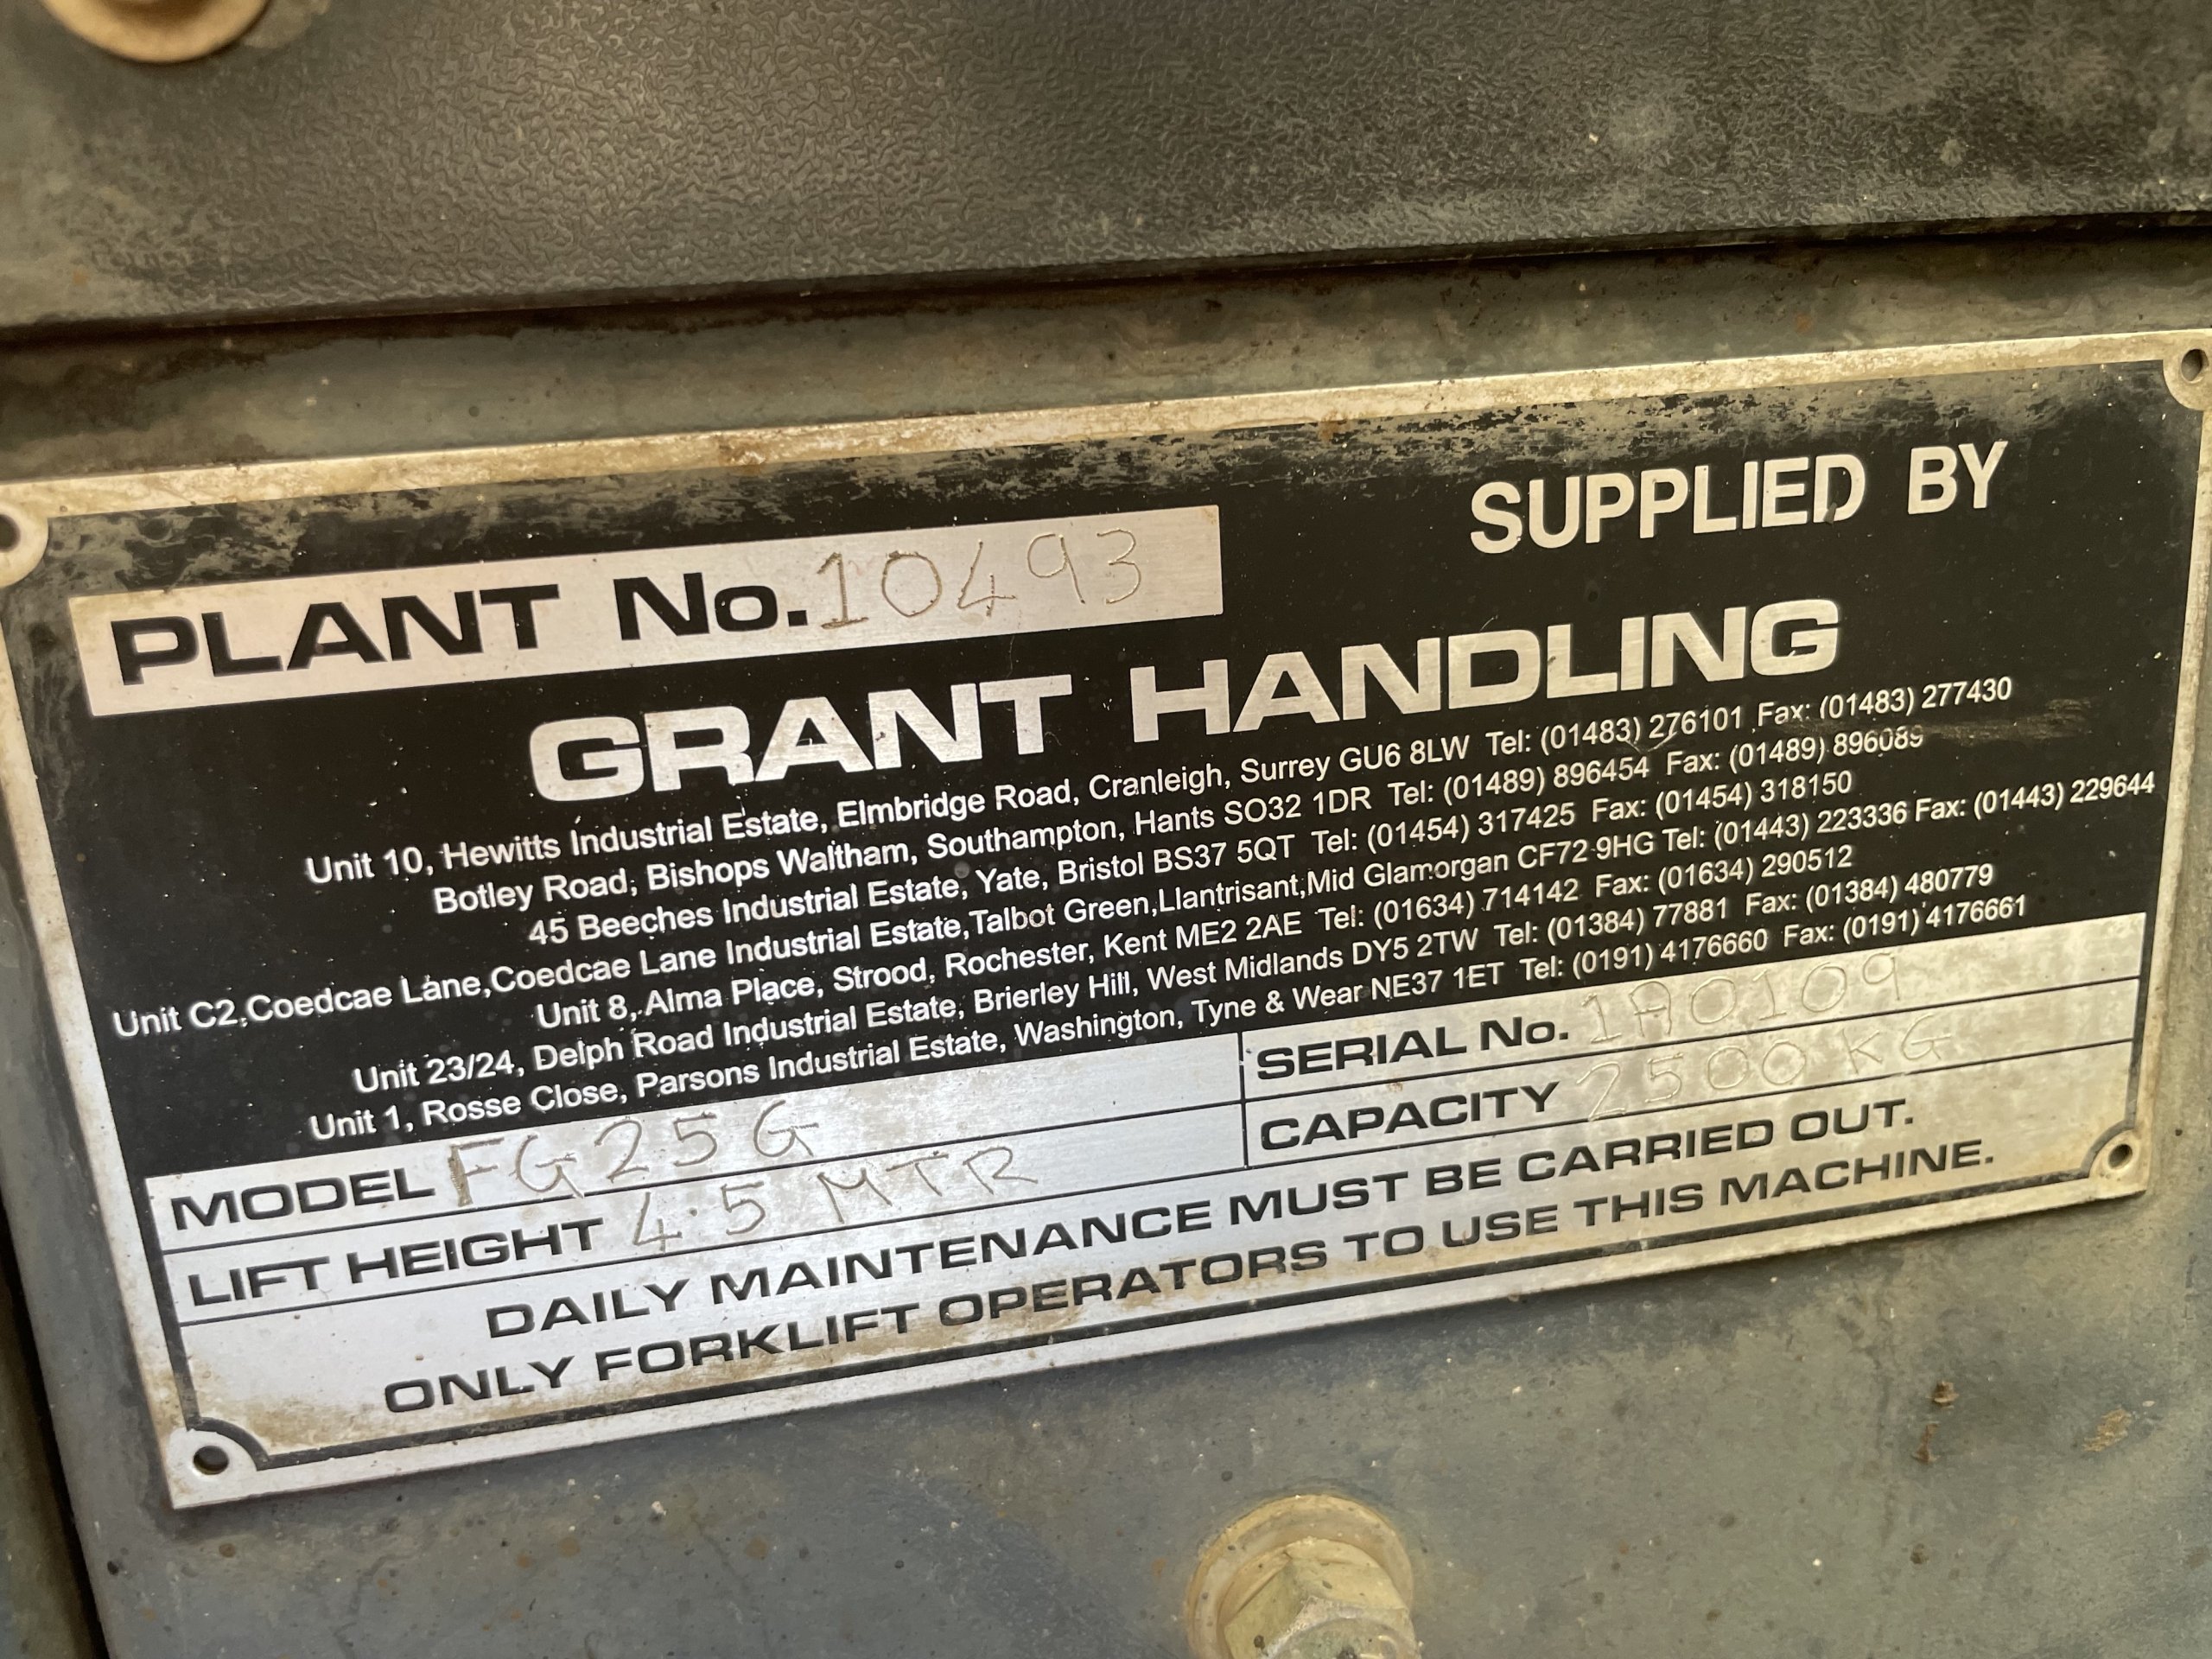 PLANT No. 10493
SUPPLIED BY
GRANT HANDLING
Unit 10, Hewitts Industrial Estate, Elmbridge Road, Cranleigh, Surrey GU6 8LW Tel: (01483) 276101 Fax: (01483) 277430
Botley Road, Bishops Waltham, Southampton, Hants SO32 1DR Tel: (01489) 896454 Fax: (01489) 896089
45 Beeches Industrial Estate, Yate, Bristol BS37 5QT Tel: (01454) 317425 Fax: (01454) 318150
Unit C2,Coedcae Lane,Coedcae Lane Industrial Estate,Talbot Green,Llantrisant,Mid Glamorgan CF72 9HG Tel: (01443) 223336 Fax: (01443) 229644
Unit 8, Alma Place, Strood, Rochester, Kent ME2 2AE Tel: (01634) 714142 Fax: (01634) 290512
Unit 23/24, Delph Road Industrial Estate, Brierley Hill, West Midlands DY5 2TW Tel: (01384) 77881 Fax: (01384) 480779
Unit 1, Rosse Close, Parsons Industrial Estate, Washington, Tyne & Wear NE37 1ET Tel: (0191) 4176660 Fax: (0191) 4176661
MODEL FG25G
SERIAL No. 1A0109
LIFT HEIGHT 4.5 MTR
CAPACITY 2500 KG
DAILY MAINTENANCE MUST BE CARRIED OUT.
ONLY FORKLIFT OPERATORS TO USE THIS MACHINE.